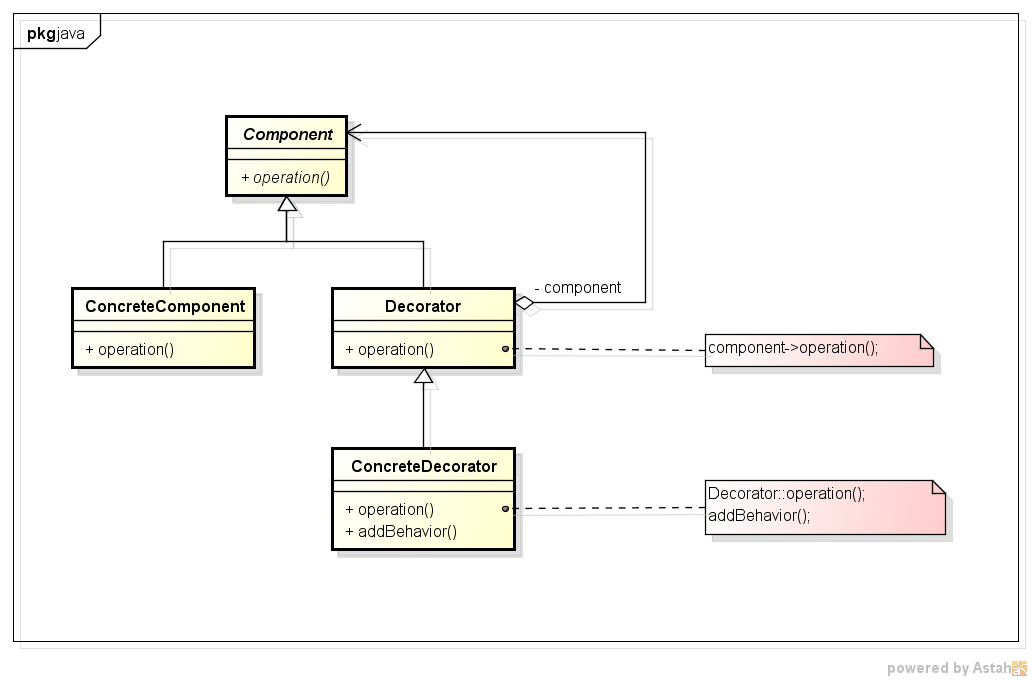 pkgjava
Component
+ operation()
- component
ConcreteComponent
+ operation()
Decorator
+ operation()
component->operation();
ConcreteDecorator
+ operation()
+ addBehavior()
Decorator::operation();
addBehavior();
powered by Astah